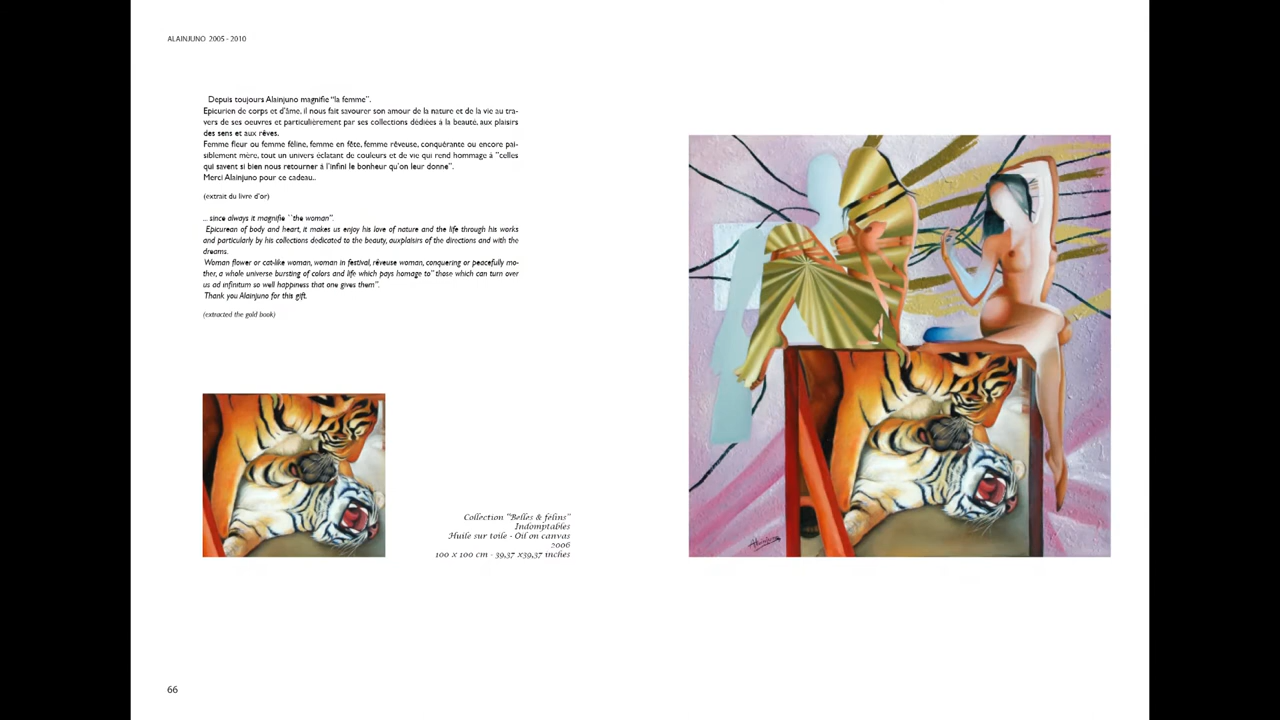 ALAINJUNO 2005 - 2010
Depuis toujours Alainjuno magnifie "la femme".
Epicurien de corps et d'âme, il nous fait savourer son amour de la nature et de la vie au tra-
vers de ses oeuvres et particulièrement par ses collections dédiées à la beauté, aux plaisirs
des sens et aux rêves.
Femme fleur ou femme féline, femme en fête, femme rêveuse, conquérante ou encore pai-
siblement mère, tout un univers éclatant de couleurs et de vie qui rend hommage à "celles
qui savent si bien nous retourner à l'infini le bonheur qu'on leur donne".
Merci Alainjuno pour ce cadeau..
(extrait du livre d'or)
... since always it magnifie ``the woman".
Epicurean of body and heart, it makes us enjoy his love of nature and the life through his works
and particularly by his collections dedicated to the beauty, auxplaisirs of the directions and with the
dreams.
Woman flower or cat-like woman, woman in festival, rêveuse woman, conquering or peacefully mo-
ther, a whole universe bursting of colors and life which pays homage to" those which can turn over
us ad infinitum so well happiness that one gives them".
Thank you Alainjuno for this gift.
(extracted the gold book)
Collection "Belles & félins"
Indomptables
Huile sur toile - Oil on canvas
2006
100 x 100 cm - 39,37 x39,37 inches
Alainjuno
66